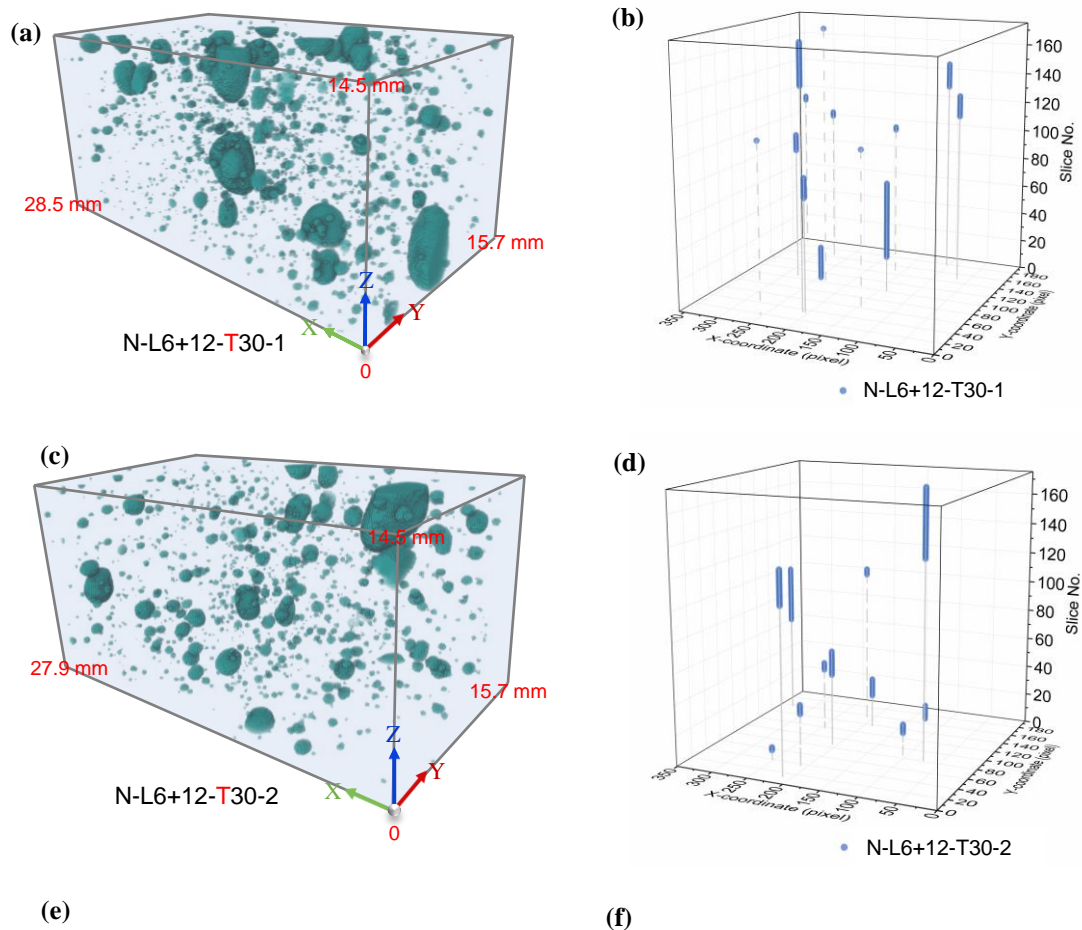 (a)
14.5 mm
28.5 mm
15.7 mm
Z
Y
X
N-L6+12-T30-1
0
(b)
160
140
120
100
80
60
40
20
0
Slice No.
180
160
140
120
100
80
60
40
20
0
Y-coordinate (pixel)
350
300
250
200
150
100
50
0
X-coordinate (pixel)
N-L6+12-T30-1
(c)
14.5 mm
27.9 mm
15.7 mm
Z
Y
X
N-L6+12-T30-2
0
(d)
160
140
120
100
80
60
40
20
0
Slice No.
180
160
140
120
100
80
60
40
20
0
Y-coordinate (pixel)
350
300
250
200
150
100
50
0
X-coordinate (pixel)
N-L6+12-T30-2
(e)
(f)